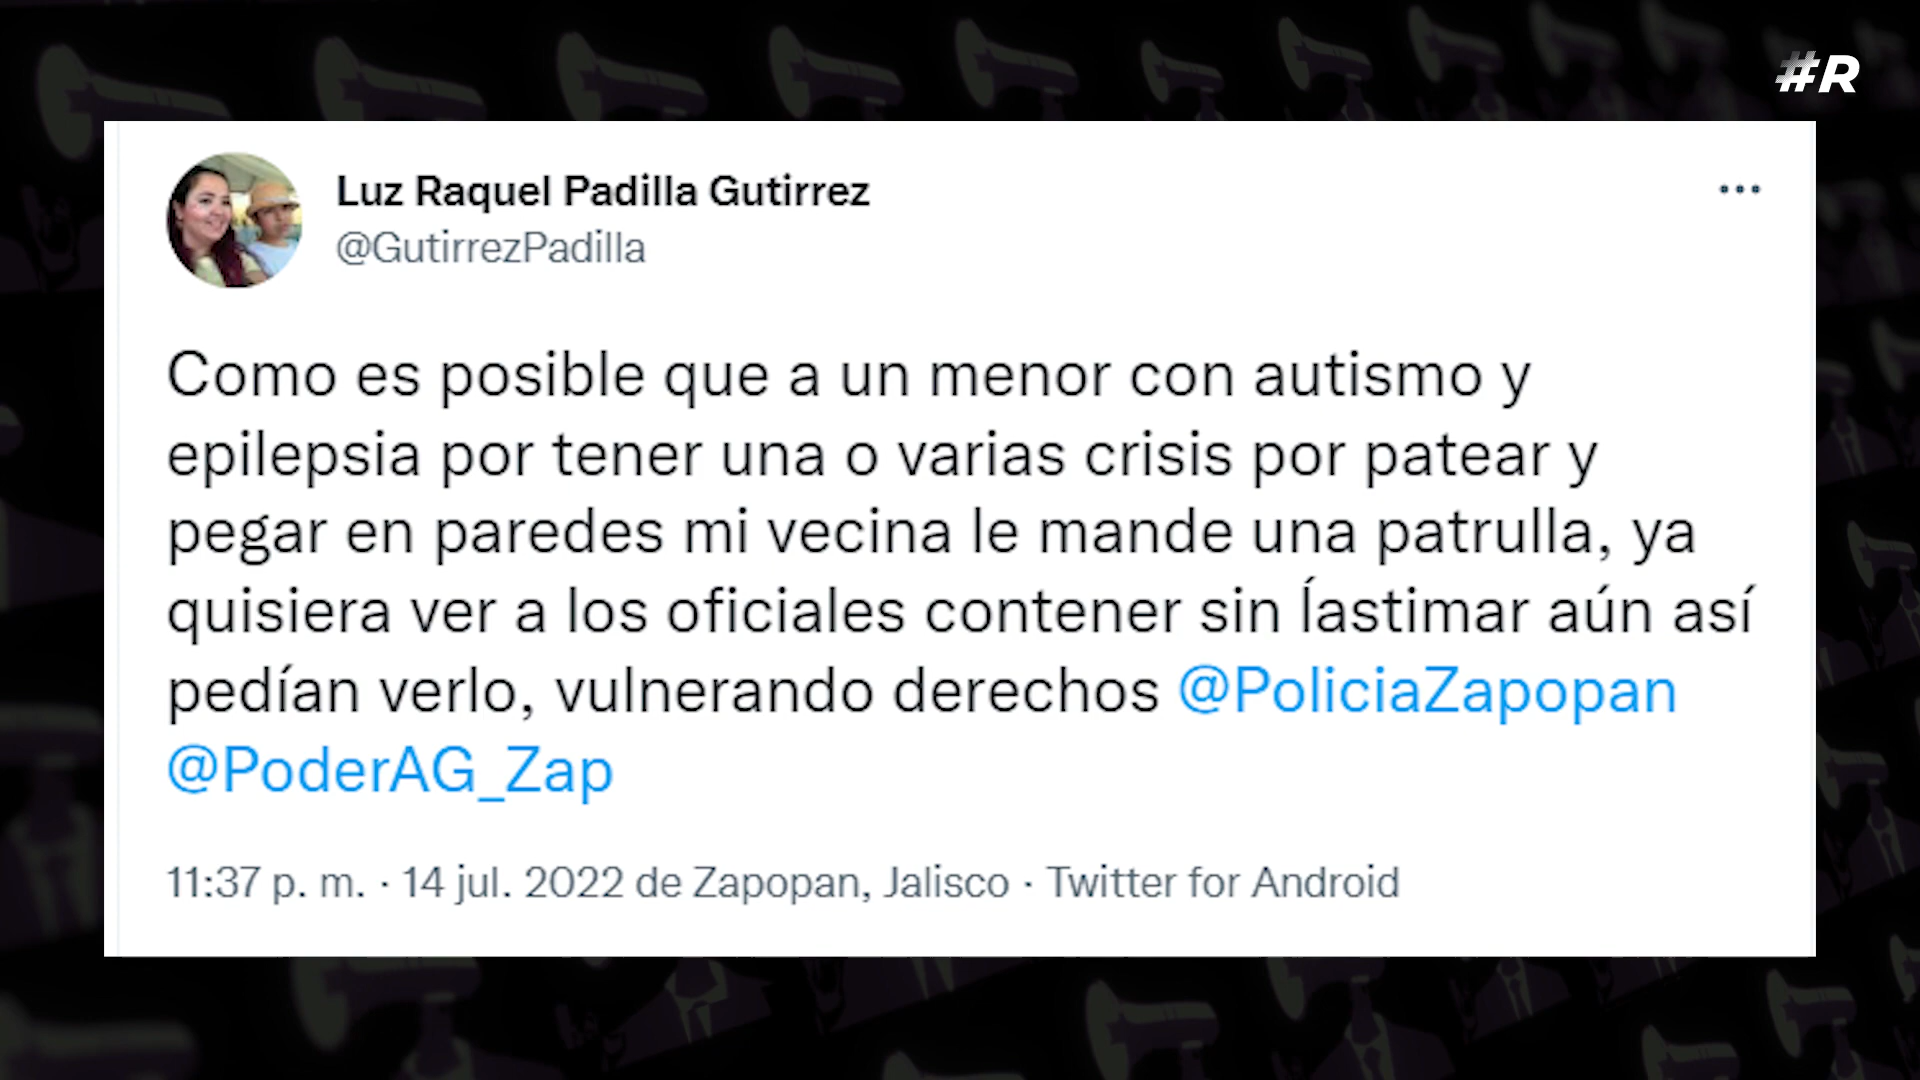 #R
Luz Raquel Padilla Gutirrez
@GutirrezPadilla
Como es posible que a un menor con autismo y
epilepsia por tener una o varias crisis por patear y
pegar en paredes mi vecina le mande una patrulla, ya
quisiera ver a los oficiales contener sin ĺastimar aún así
pedían verlo, vulnerando derechos @PoliciaZapopan
@PoderAG_Zap
11:37 p. m. · 14 jul. 2022 de Zapopan, Jalisco · Twitter for Android